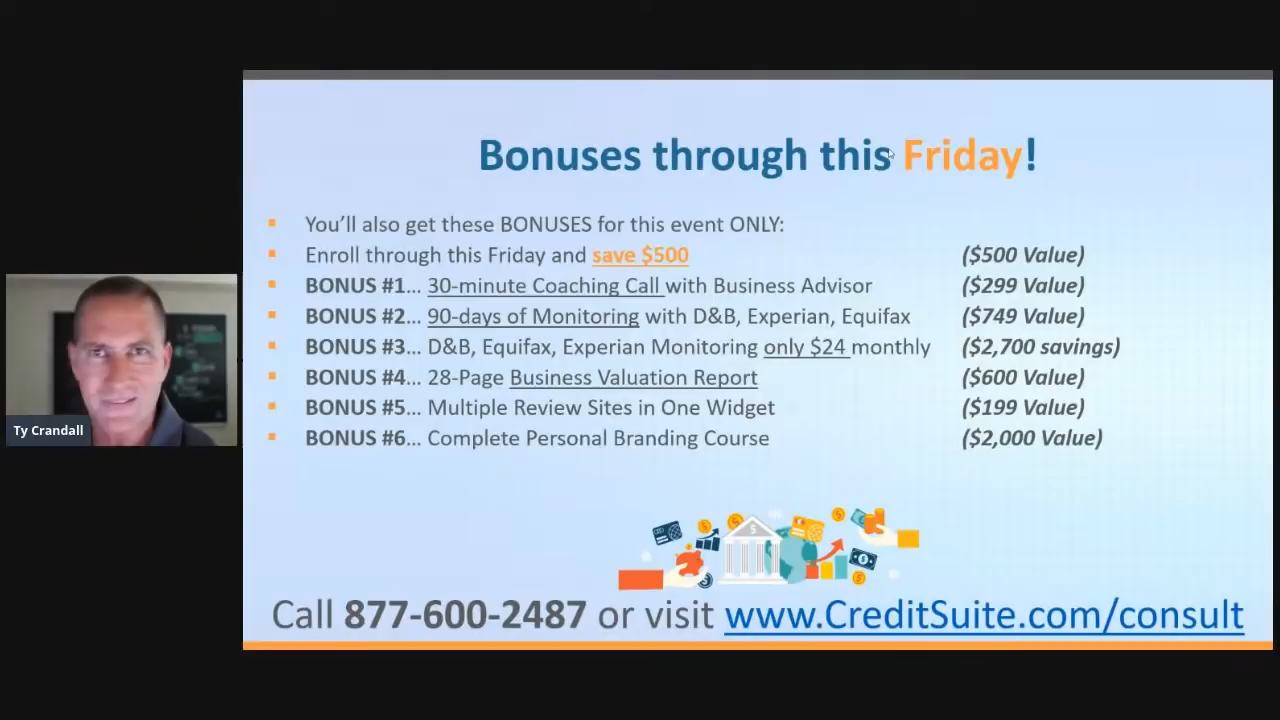 Bonuses through this Friday!
You'll also get these BONUSES for this event ONLY:
Enroll through this Friday and save $500 ($500 Value)
BONUS #1... 30-minute Coaching Call with Business Advisor ($299 Value)
BONUS #2... 90-days of Monitoring with D&B, Experian, Equifax ($749 Value)
BONUS #3... D&B, Equifax, Experian Monitoring only $24 monthly ($2,700 savings)
BONUS #4... 28-Page Business Valuation Report ($600 Value)
BONUS #5... Multiple Review Sites in One Widget ($199 Value)
BONUS #6... Complete Personal Branding Course ($2,000 Value)
Ty Crandall
Call 877-600-2487 or visit www.CreditSuite.com/consult